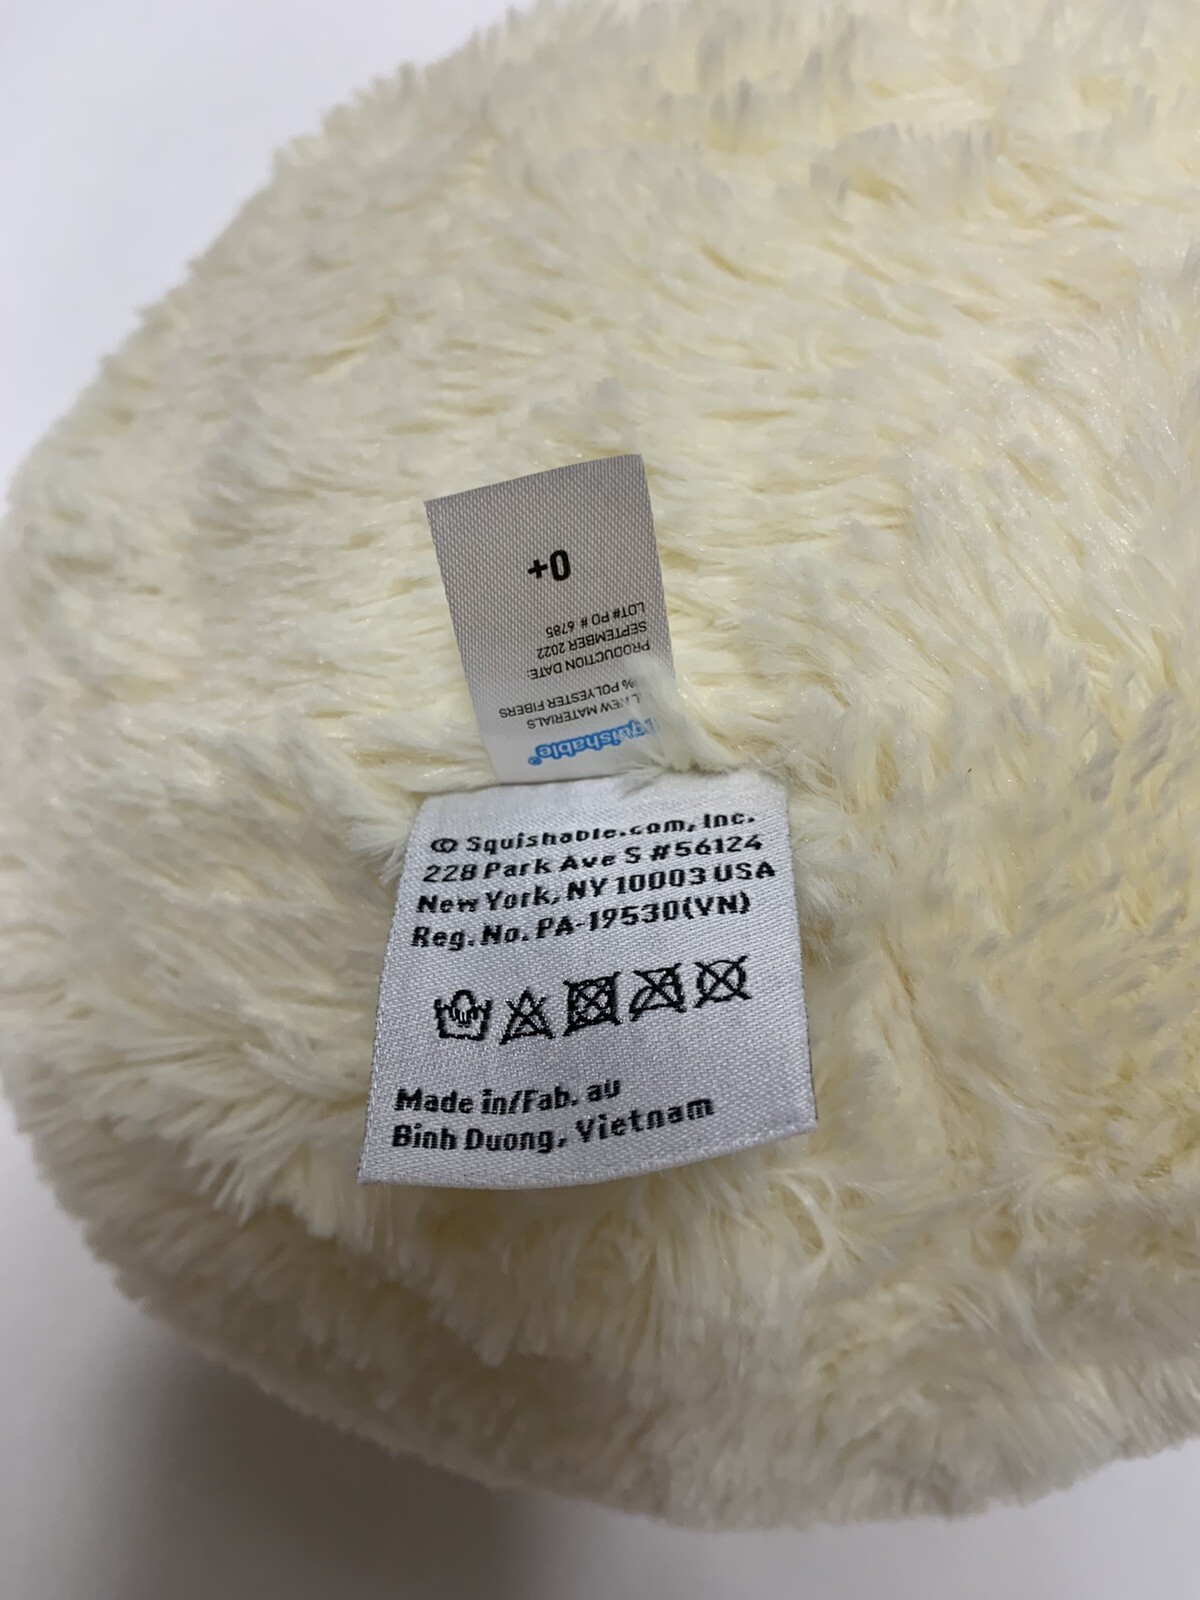 squishable®
NEW MATERIALS
% POLYESTER FIBERS
PRODUCTION DATE:
SEPTEMBER 2022
LOT# PO # 6785
0+
© Squishable.com, Inc.
228 Park Ave S #56124
New York, NY 10003 USA
Reg. No. PA-19530(VN)
Made in/Fab. au
Binh Duong, Vietnam